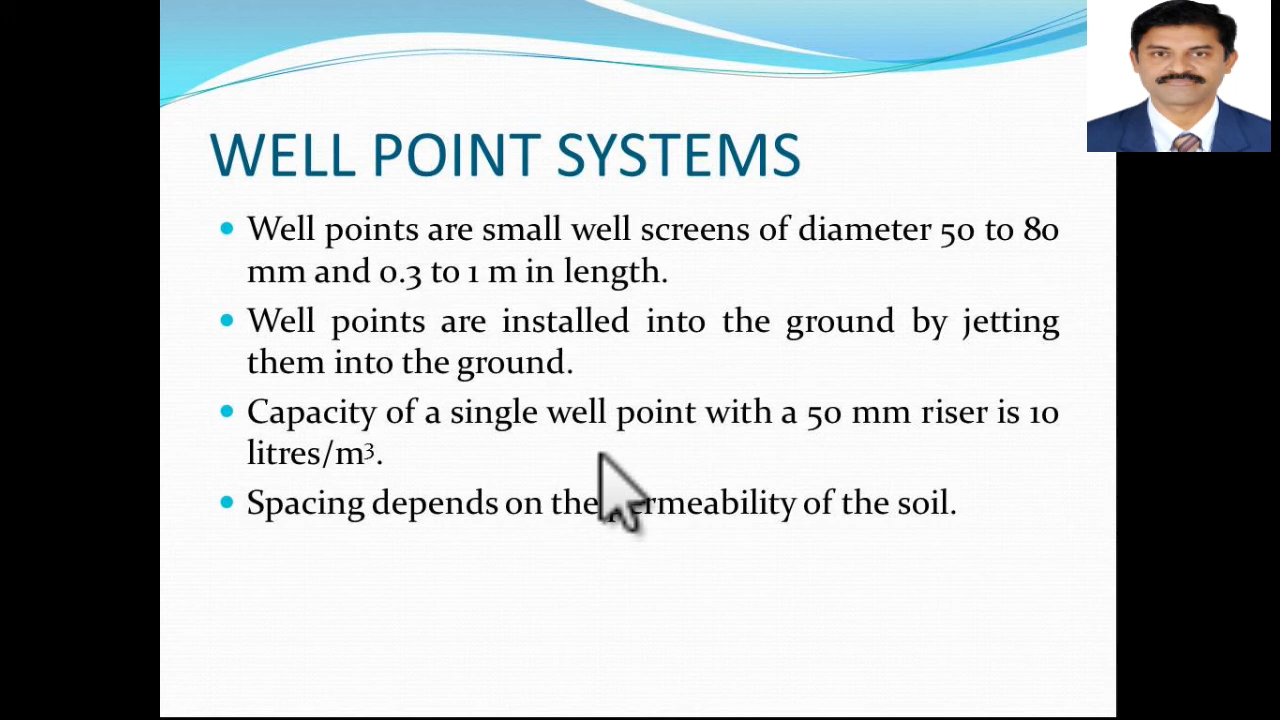 WELL POINT SYSTEMS
Well points are small well screens of diameter 50 to 80
mm and 0.3 to 1 m in length.
Well points are installed into the ground by jetting
them into the ground.
Capacity of a single well point with a 50 mm riser is 10
litres/m³.
Spacing depends on the permeability of the soil.